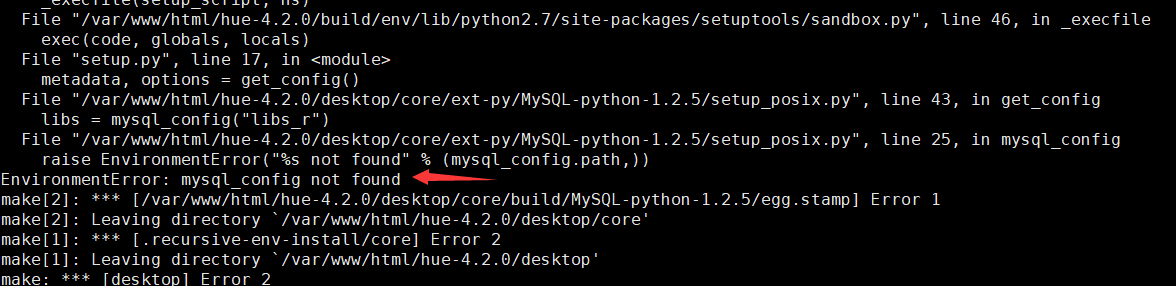 _execfile(setup_script, ns)
File "/var/www/html/hue-4.2.0/build/env/lib/python2.7/site-packages/setuptools/sandbox.py", line 46, in _execfile
exec(code, globals, locals)
File "setup.py", line 17, in <module>
metadata, options = get_config()
File "/var/www/html/hue-4.2.0/desktop/core/ext-py/MySQL-python-1.2.5/setup_posix.py", line 43, in get_config
libs = mysql_config("libs_r")
File "/var/www/html/hue-4.2.0/desktop/core/ext-py/MySQL-python-1.2.5/setup_posix.py", line 25, in mysql_config
raise EnvironmentError("%s not found" % (mysql_config.path,))
EnvironmentError: mysql_config not found
make[2]: *** [/var/www/html/hue-4.2.0/desktop/core/build/MySQL-python-1.2.5/egg.stamp] Error 1
make[2]: Leaving directory `/var/www/html/hue-4.2.0/desktop/core'
make[1]: *** [.recursive-env-install/core] Error 2
make[1]: Leaving directory `/var/www/html/hue-4.2.0/desktop'
make: *** [desktop] Error 2